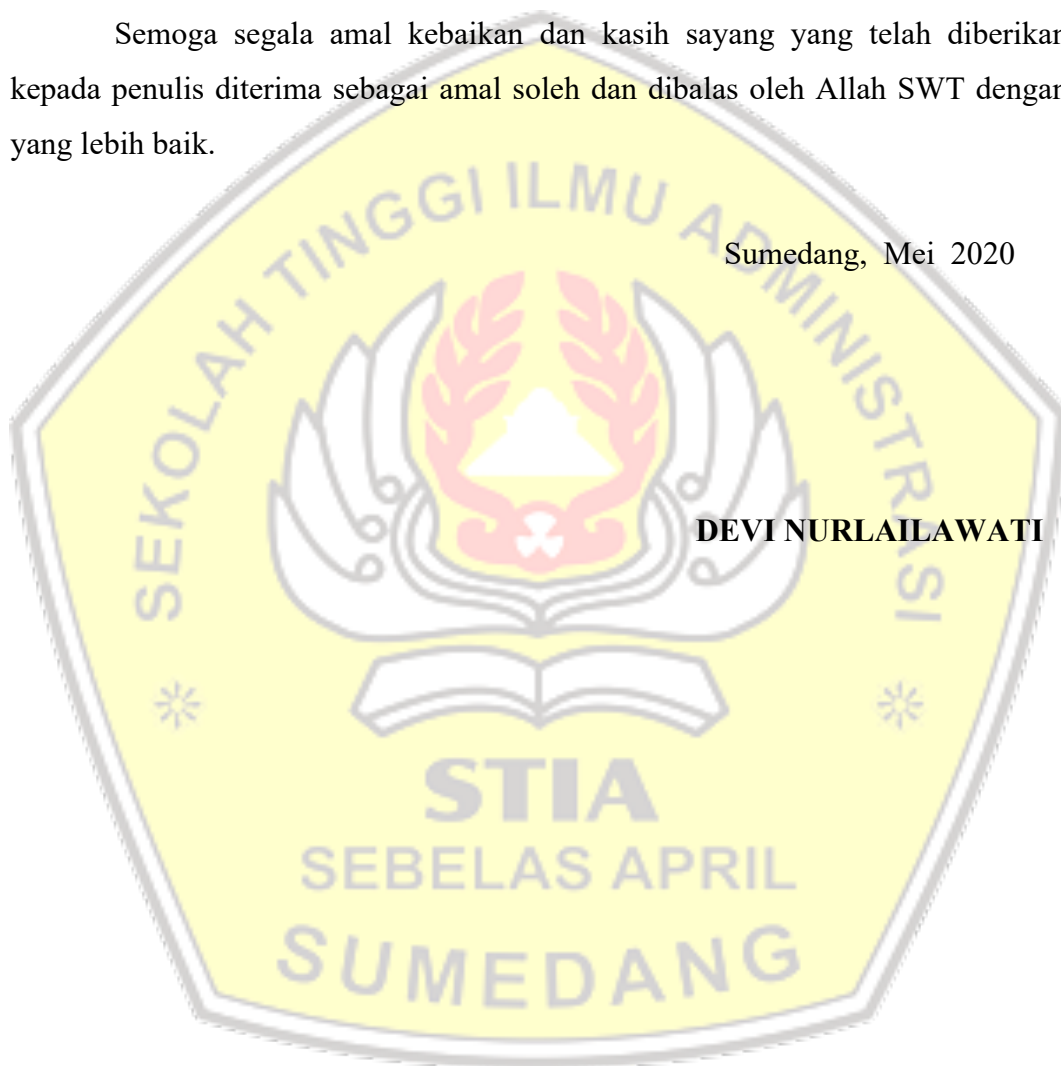 Semoga segala amal kebaikan dan kasih sayang yang telah diberikan
kepada penulis diterima sebagai amal soleh dan dibalas oleh Allah SWT dengan
yang lebih baik.
SEKOLAH TINGGI ILMU ADMINISTRASI
Sumedang, Mei 2020
DEVI NURLAILAWATI
STIA
SEBELAS APRIL
SUMEDANG